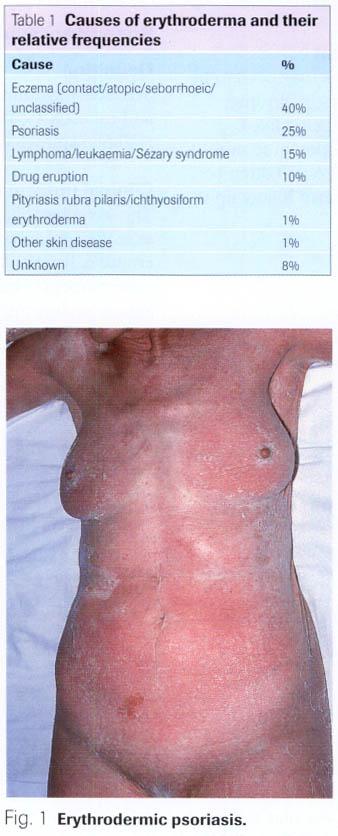 Table 1 Causes of erythroderma and their
relative frequencies
Cause %
Eczema (contact/atopic/seborrhoeic/
unclassified) 40%
Psoriasis 25%
Lymphoma/leukaemia/Sézary syndrome 15%
Drug eruption 10%
Pityriasis rubra pilaris/ichthyosiform
erythroderma 1%
Other skin disease 1%
Unknown 8%
Fig. 1 Erythrodermic psoriasis.